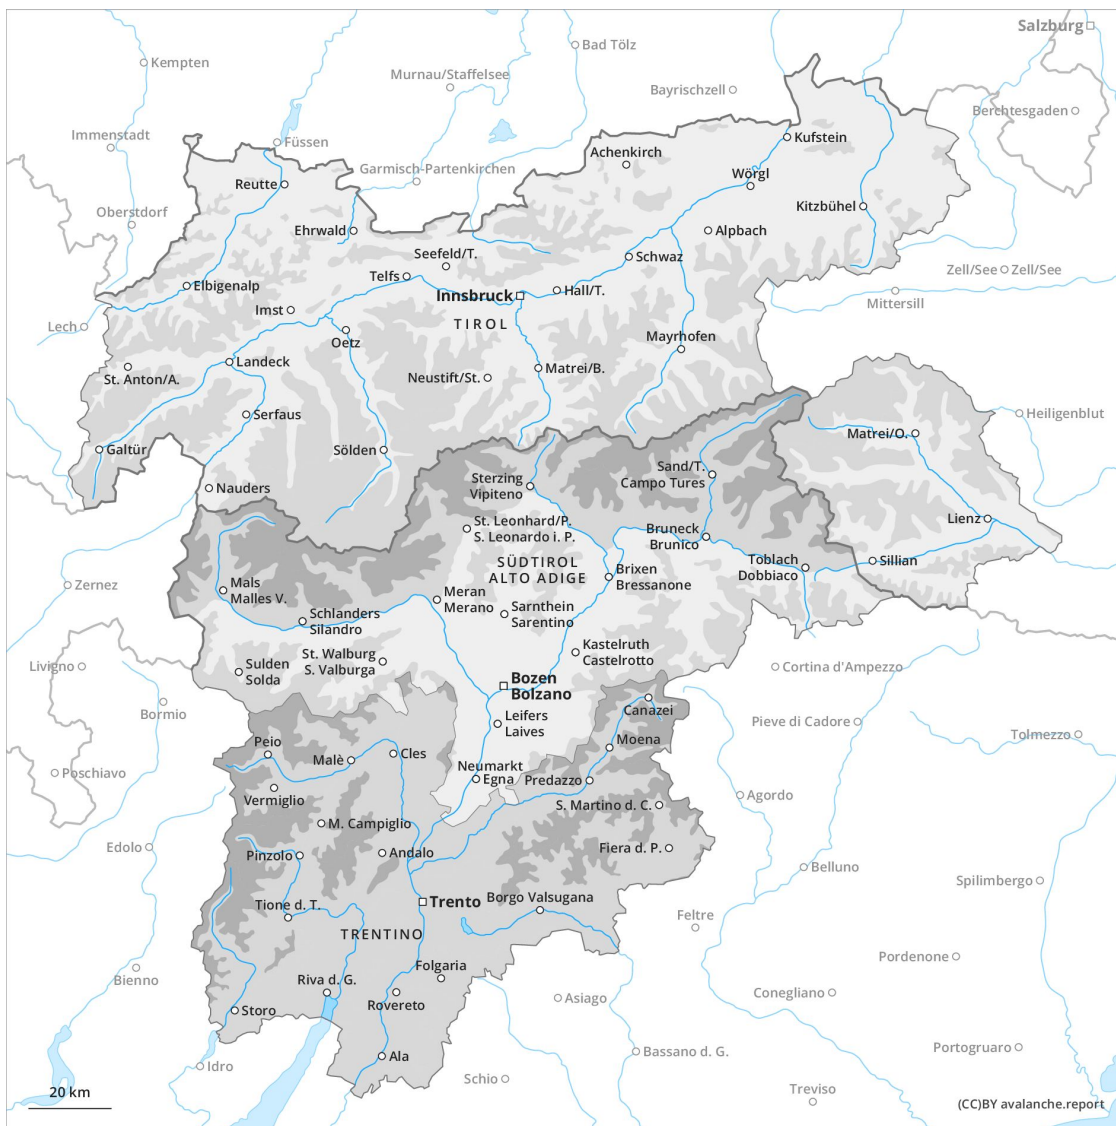 Salzburg
Kempten
Bad Tölz
Murnau/Staffelsee
Bayrischzell
Berchtesgaden
Immenstadt
Füssen
Kufstein
Achenkirch
Garmisch-Partenkirchen
Wörgl
Reutte
Oberstdorf
Kitzbühel
Ehrwald
Alpbach
Seefeld/T.
Schwaz
Telfs
Zell/See
Zell/See
Elbigenalp
Hall/T.
Innsbruck
Mittersill
Imst
TIROL
Lech
Oetz
Mayrhofen
Landeck
Matrei/B.
St. Anton/A.
Neustift/St.
Serfaus
Heiligenblut
Matrei/O.
Galtür
Sölden
Sand/T.
Campo Tures
Sterzing
Vipiteno
Nauders
Lienz
St. Leonhard/P.
S. Leonardo i. P.
Bruneck
Brunico
SÜDTIROL
ALTO ADIGE
Toblach
Dobbiaco
Sillian
Brixen
Bressanone
Zernez
Mals
Malles V.
Meran
Merano
Sarnthein
Sarentino
Schlanders
Silandro
Kastelruth
Castelrotto
St. Walburg
S. Valburga
Livigno
Sulden
Solda
Cortina d'Ampezzo
Bozen
Bolzano
Canazei
Bormio
Leifers
Laives
Pieve di Cadore
Tolmezzo
Peio
Moena
Malè
Cles
Neumarkt
Egna
Predazzo
Poschiavo
Vermiglio
Agordo
S. Martino d. C.
M. Campiglio
Edolo
Pinzolo
Andalo
Fiera d. P.
Belluno
Spilimbergo
Trento
Borgo Valsugana
Tione d. T.
Feltre
TRENTINO
Pordenone
Folgaria
Bienno
Riva d. G.
Conegliano
Asiago
Rovereto
Storo
Portogruaro
Bassano d. G.
Ala
Idro
Schio
Treviso
20 km
(CC)BY avalanche.report